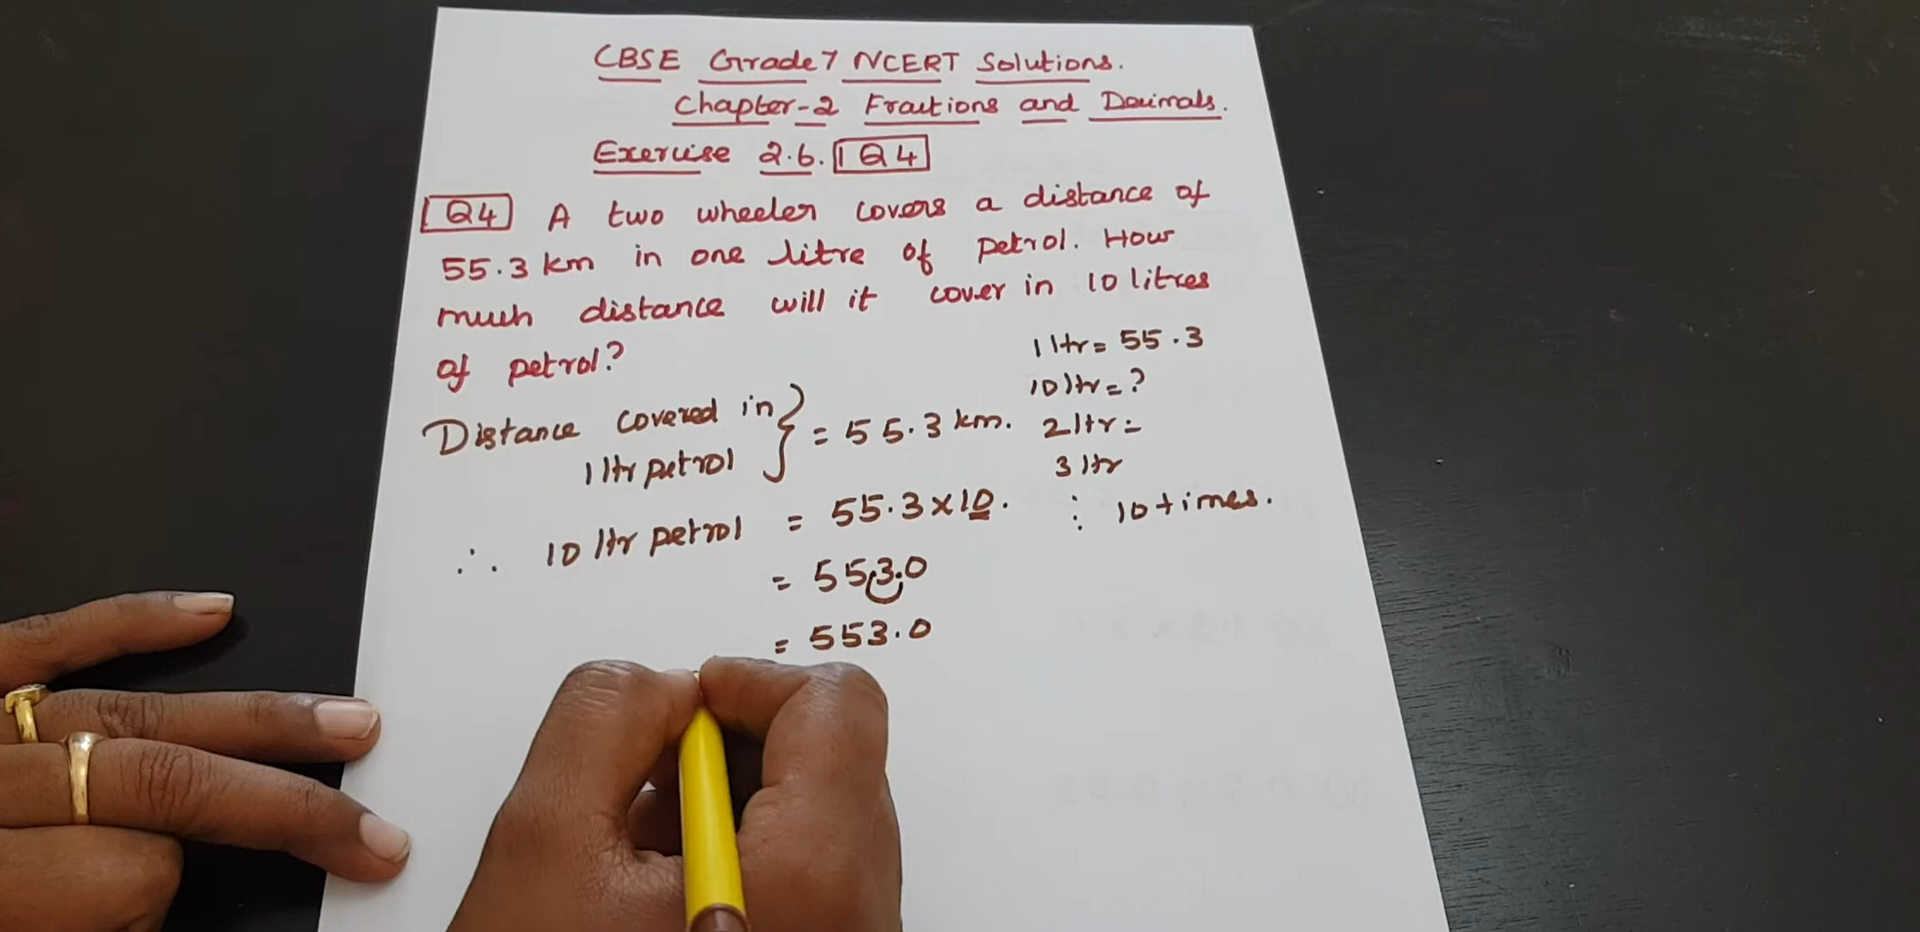 CBSE Grade 7 NCERT Solutions.
Chapter-2 Fractions and Decimals.
Exercise 2.6. Q4
Q4 A two wheeler covers a distance of
55.3 km in one litre of petrol. How
much distance will it cover in 10 litres
of petrol?
1 ltr = 55.3
10 ltr = ?
Distance covered in
1 ltr petrol } = 55.3 km.
2 ltr =
3 ltr
∴ 10 ltr petrol = 55.3 × 10.
: 10 times.
= 553.0
= 553.0